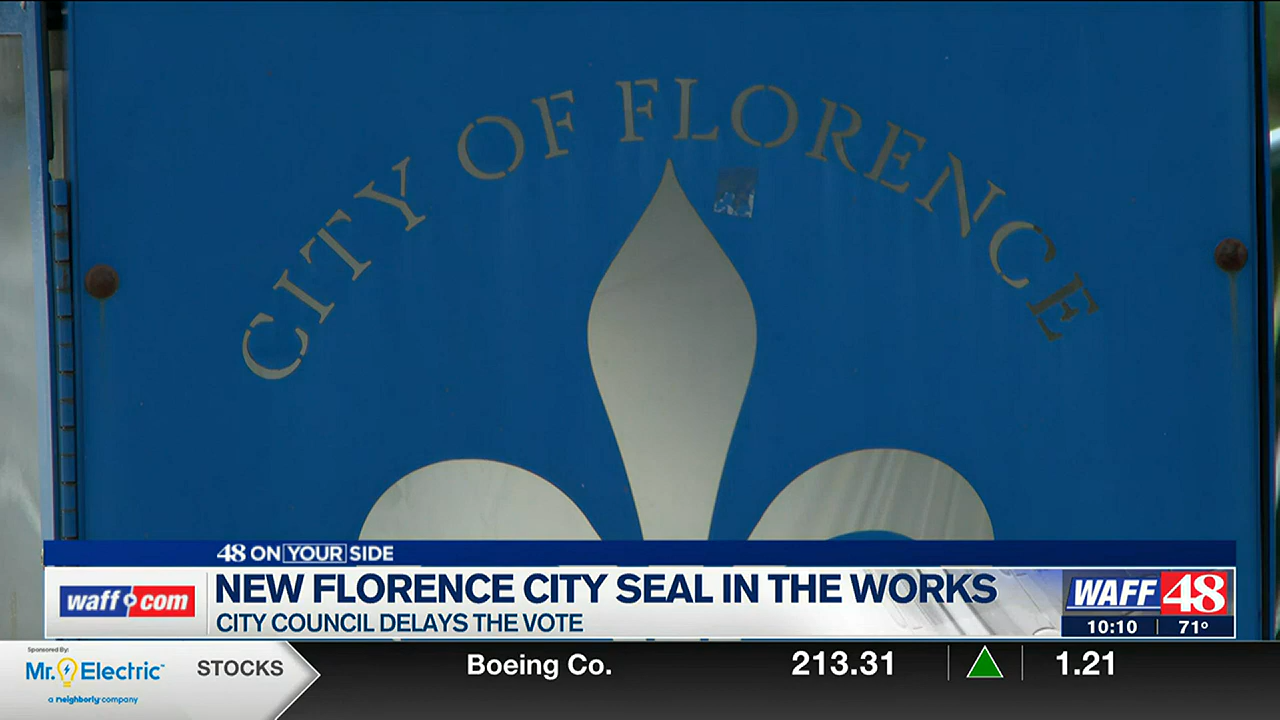 CITY OF FLORENCE
48 ON YOUR SIDE
waff com
NEW FLORENCE CITY SEAL IN THE WORKS
CITY COUNCIL DELAYS THE VOTE
WAFF 48
10:10 71°
Sponsored By:
Mr. Electric
a neighborly company
STOCKS
Boeing Co. 213.31 1.21